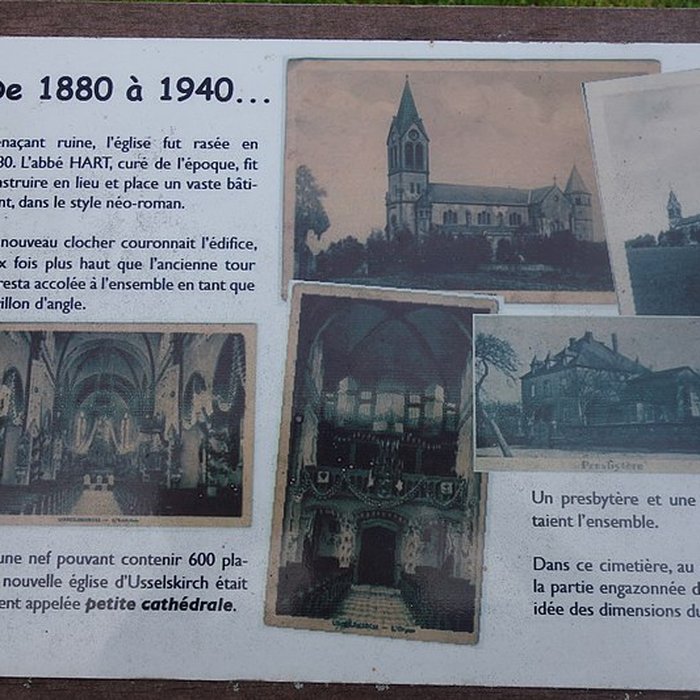 De 1880 à 1940...
naçant ruine, l'église fut rasée en
80. L'abbé HART, curé de l'époque, fit
nstruire en lieu et place un vaste bâti-
nt, dans le style néo-roman.
nouveau clocher couronnait l'édifice,
x fois plus haut que l'ancienne tour
resta accolée à l'ensemble en tant que
illon d'angle.
une nef pouvant contenir 600 pla-
nouvelle église d'Usselskirch était
ent appelée petite cathédrale.
Presbytère
Un presbytère et une
taient l'ensemble.
Dans ce cimetière, au
la partie engazonnée d
idée des dimensions du